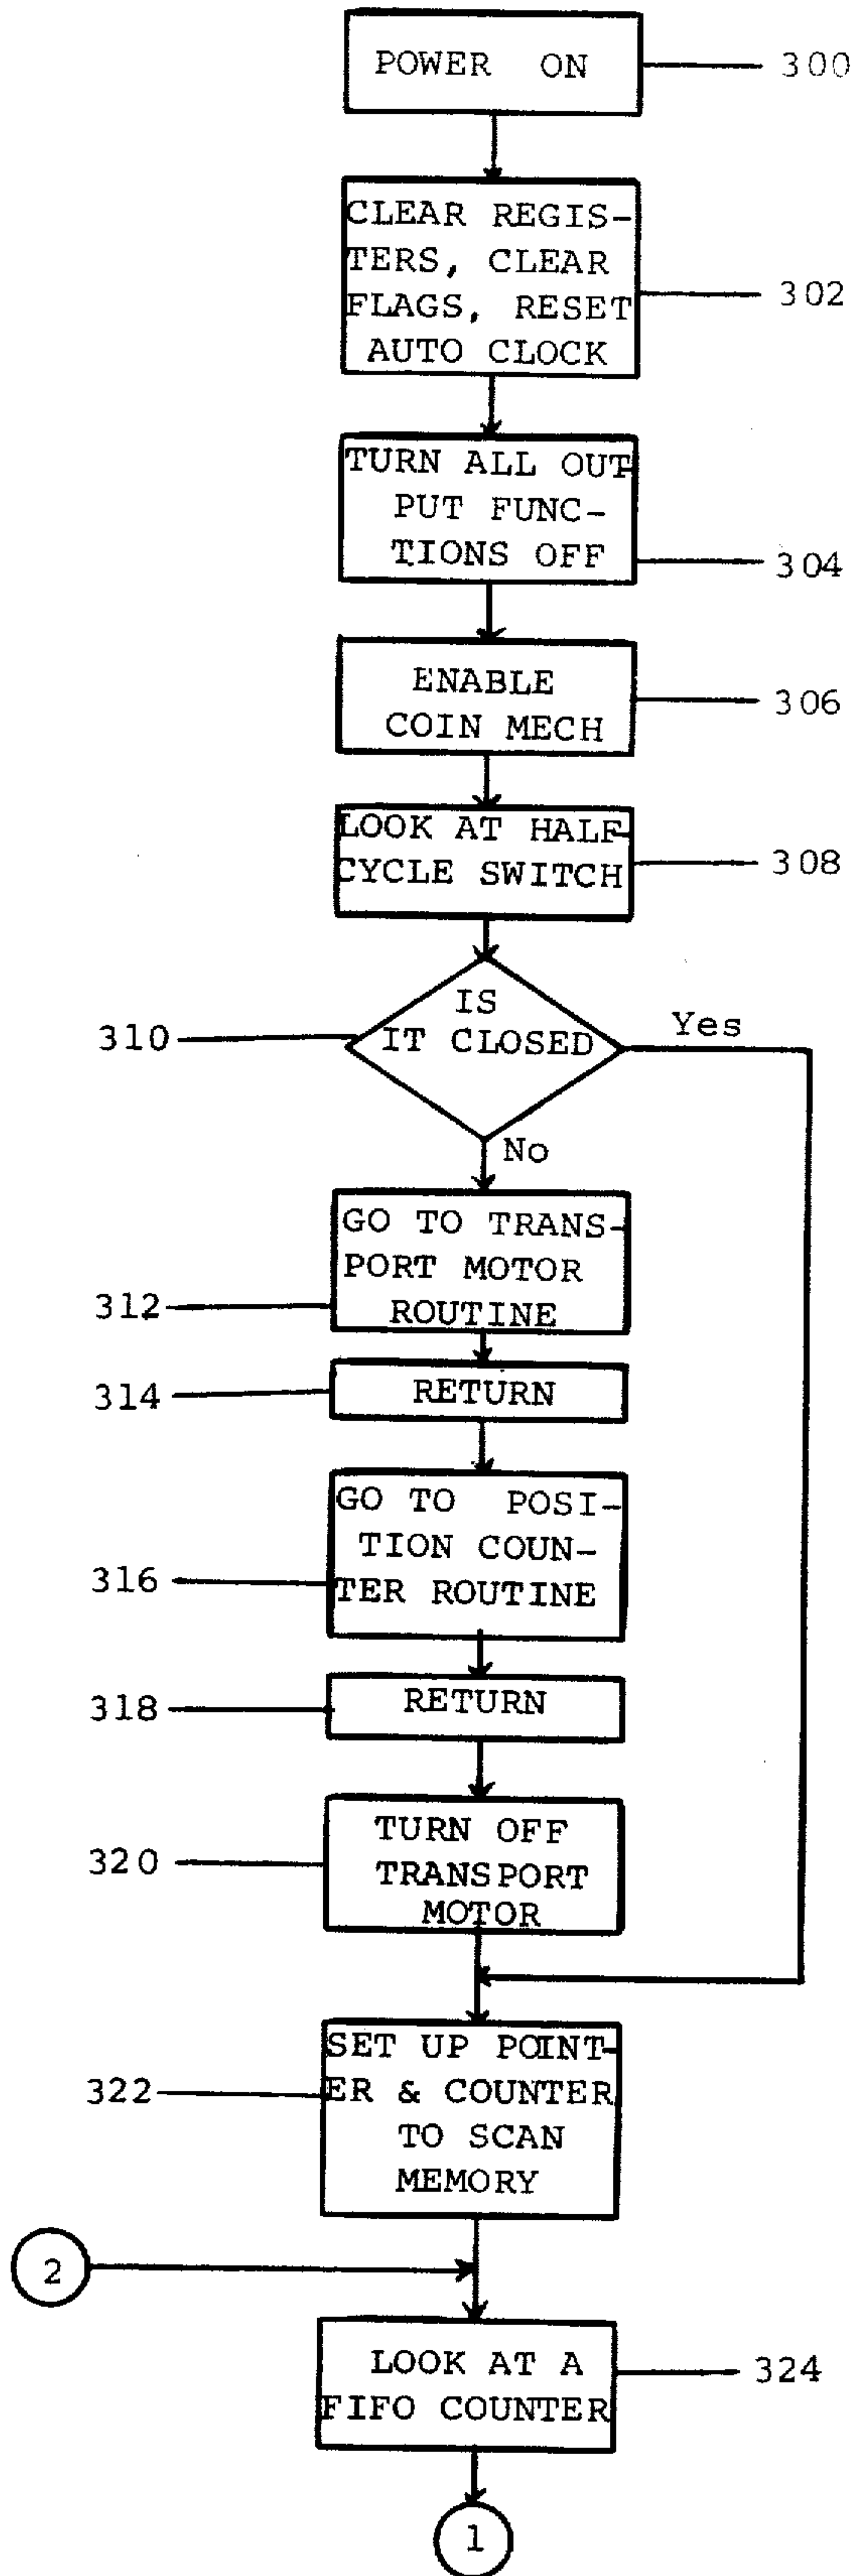 POWER ON
300
CLEAR REGIS-
TERS, CLEAR
FLAGS, RESET
AUTO CLOCK
302
TURN ALL OUT-
PUT FUNC-
TIONS OFF
304
ENABLE
COIN MECH
306
LOOK AT HALF-
CYCLE SWITCH
308
IS
IT CLOSED
310
Yes
No
GO TO TRANS-
PORT MOTOR
ROUTINE
312
RETURN
314
GO TO POSI-
TION COUN-
TER ROUTINE
316
RETURN
318
TURN OFF
TRANSPORT
MOTOR
320
SET UP POINT-
ER & COUNTER
TO SCAN
MEMORY
322
2
LOOK AT A
FIFO COUNTER
324
1